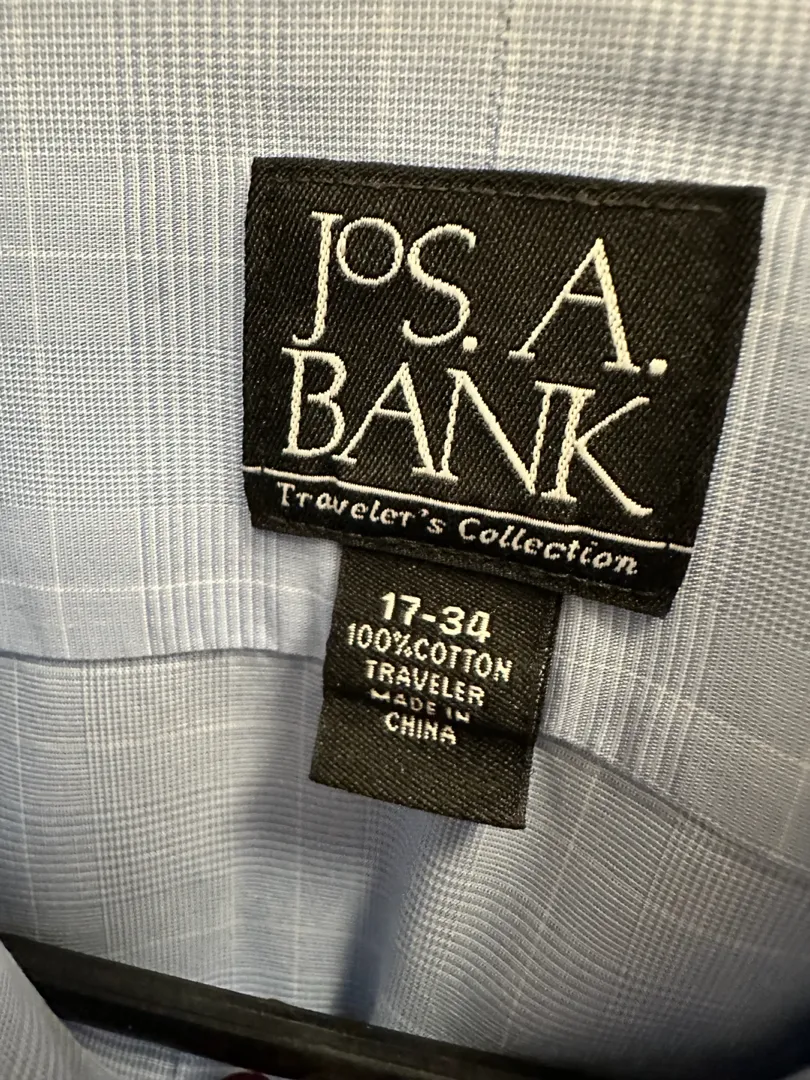 JOS. A.
BANK
Traveler's Collection
17-34
100%COTTON
TRAVELER
MADE IN
CHINA